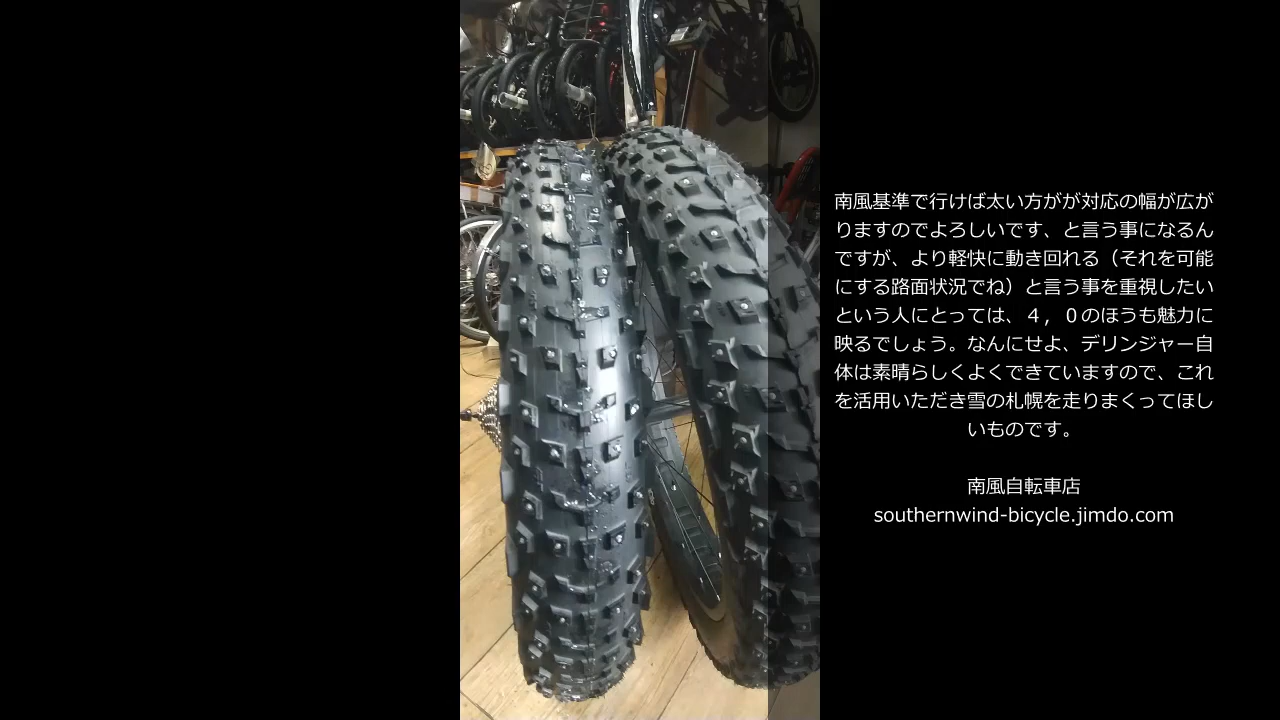 南風基準で行けば太い方がが対応の幅が広が
りますのでよろしいです、と言う事になるん
ですが、より軽快に動き回れる（それを可能
にする路面状況でね）と言う事を重視したい
という人にとっては、４，０のほうも魅力に
映るでしょう。なんにせよ、デリンジャー自
体は素晴らしくよくできていますので、これ
を活用いただき雪の札幌を走りまくってほし
いものです。
南風自転車店
southernwind-bicycle.jimdo.com